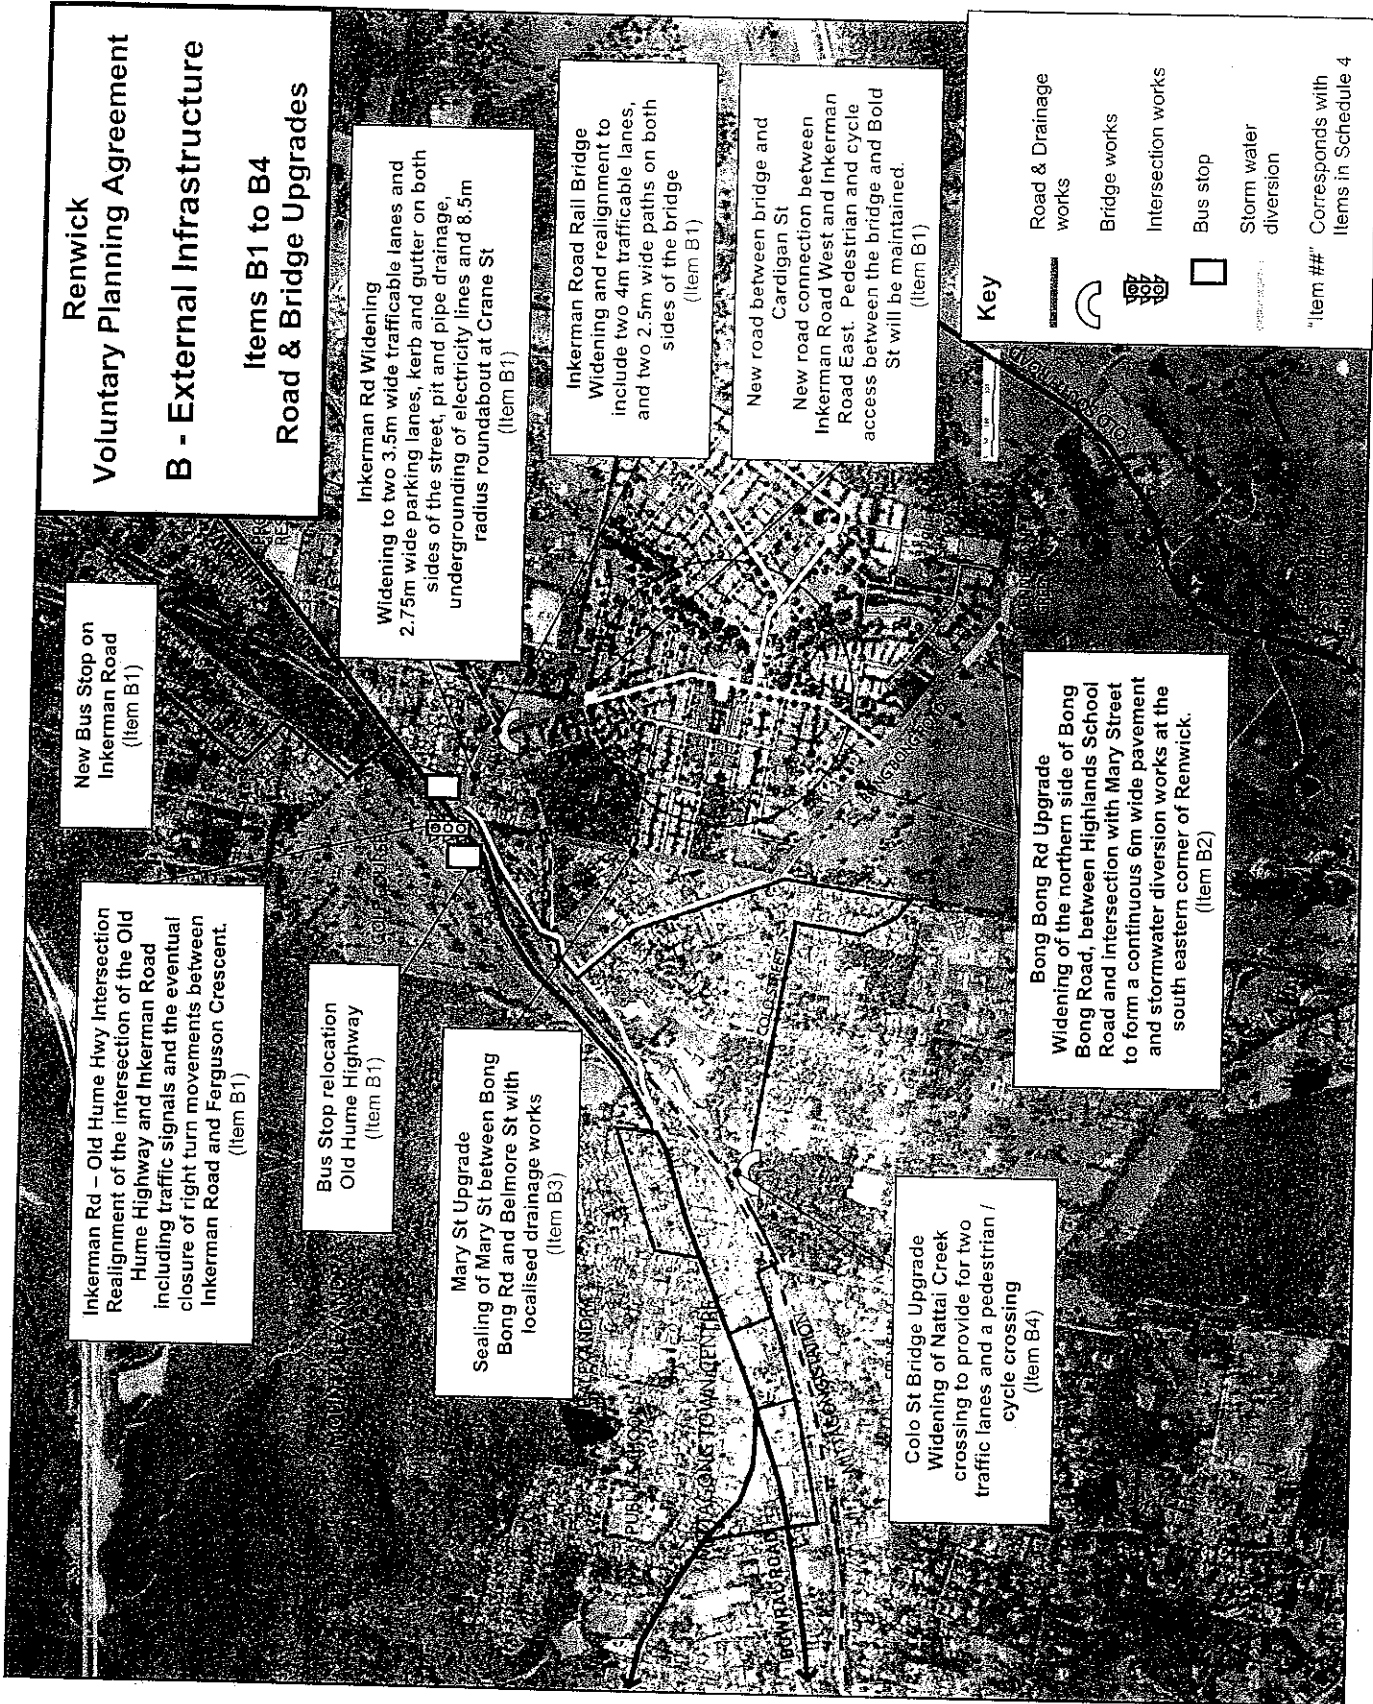 Renwick
Voluntary Planning Agreement
B - External Infrastructure
Items B1 to B4
Road & Bridge Upgrades
New Bus Stop on
Inkerman Road
(Item B1)
Inkerman Rd Widening
Widening to two 3.5m wide trafficable lanes and
2.75m wide parking lanes, kerb and gutter on both
sides of the street, pit and pipe drainage,
undergrounding of electricity lines and 8.5m
radius roundabout at Crane St
(Item B1)
Inkerman Road Rail Bridge
Widening and realignment to
include two 4m trafficable lanes,
and two 2.5m wide paths on both
sides of the bridge
(Item B1)
New road between bridge and
Cardigan St
New road connection between
Inkerman Road West and Inkerman
Road East. Pedestrian and cycle
access between the bridge and Bold
St will be maintained.
(Item B1)
Key
Road & Drainage
works
Bridge works
Intersection works
Bus stop
Storm water
diversion
"Item ##" Corresponds with
Items in Schedule 4
Inkerman Rd – Old Hume Hwy Intersection
Realignment of the intersection of the Old
Hume Highway and Inkerman Road
including traffic signals and the eventual
closure of right turn movements between
Inkerman Road and Ferguson Crescent.
(Item B1)
Bus Stop relocation
Old Hume Highway
(Item B1)
Mary St Upgrade
Sealing of Mary St between Bong
Bong Rd and Belmore St with
localised drainage works
(Item B3)
Colo St Bridge Upgrade
Widening of Nattai Creek
crossing to provide for two
traffic lanes and a pedestrian /
cycle crossing
(Item B4)
Bong Bong Rd Upgrade
Widening of the northern side of Bong
Bong Road, between Highlands School
Road and intersection with Mary Street
to form a continuous 6m wide pavement
and stormwater diversion works at the
south eastern corner of Renwick.
(Item B2)
COLO STREET